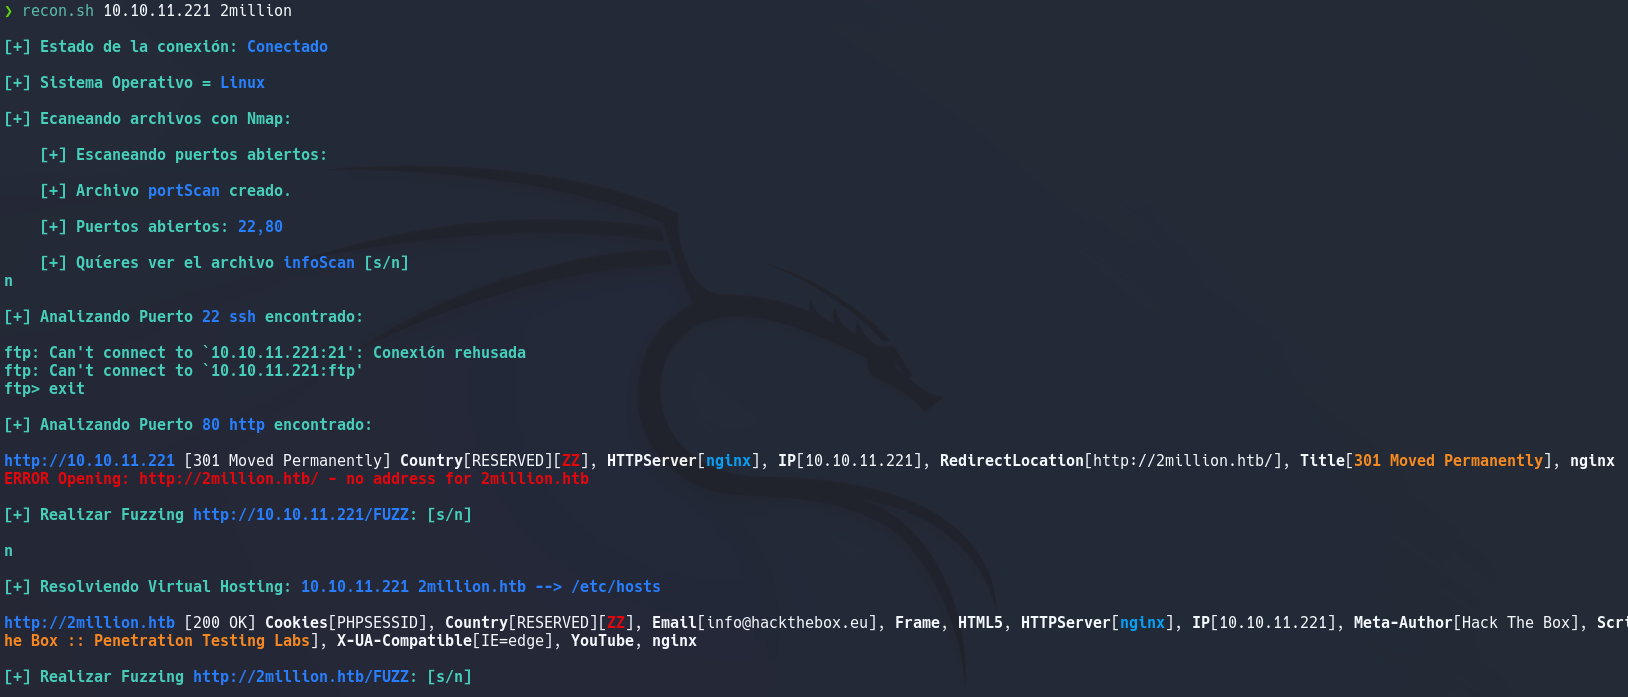 ❯ recon.sh 10.10.11.221 2million
[+] Estado de la conexión: Conectado
[+] Sistema Operativo = Linux
[+] Ecaneando archivos con Nmap:
[+] Escaneando puertos abiertos:
[+] Archivo portScan creado.
[+] Puertos abiertos: 22,80
[+] Quíeres ver el archivo infoScan [s/n]
n
[+] Analizando Puerto 22 ssh encontrado:
ftp: Can't connect to `10.10.11.221:21': Conexión rehusada
ftp: Can't connect to `10.10.11.221:ftp'
ftp> exit
[+] Analizando Puerto 80 http encontrado:
http://10.10.11.221 [301 Moved Permanently] Country[RESERVED][ZZ], HTTPServer[nginx], IP[10.10.11.221], RedirectLocation[http://2million.htb/], Title[301 Moved Permanently], nginx
ERROR Opening: http://2million.htb/ - no address for 2million.htb
[+] Realizar Fuzzing http://10.10.11.221/FUZZ: [s/n]
n
[+] Resolviendo Virtual Hosting: 10.10.11.221 2million.htb --> /etc/hosts
http://2million.htb [200 OK] Cookies[PHPSESSID], Country[RESERVED][ZZ], Email[info@hackthebox.eu], Frame, HTML5, HTTPServer[nginx], IP[10.10.11.221], Meta-Author[Hack The Box], Scri
he Box :: Penetration Testing Labs], X-UA-Compatible[IE=edge], YouTube, nginx
[+] Realizar Fuzzing http://2million.htb/FUZZ: [s/n]